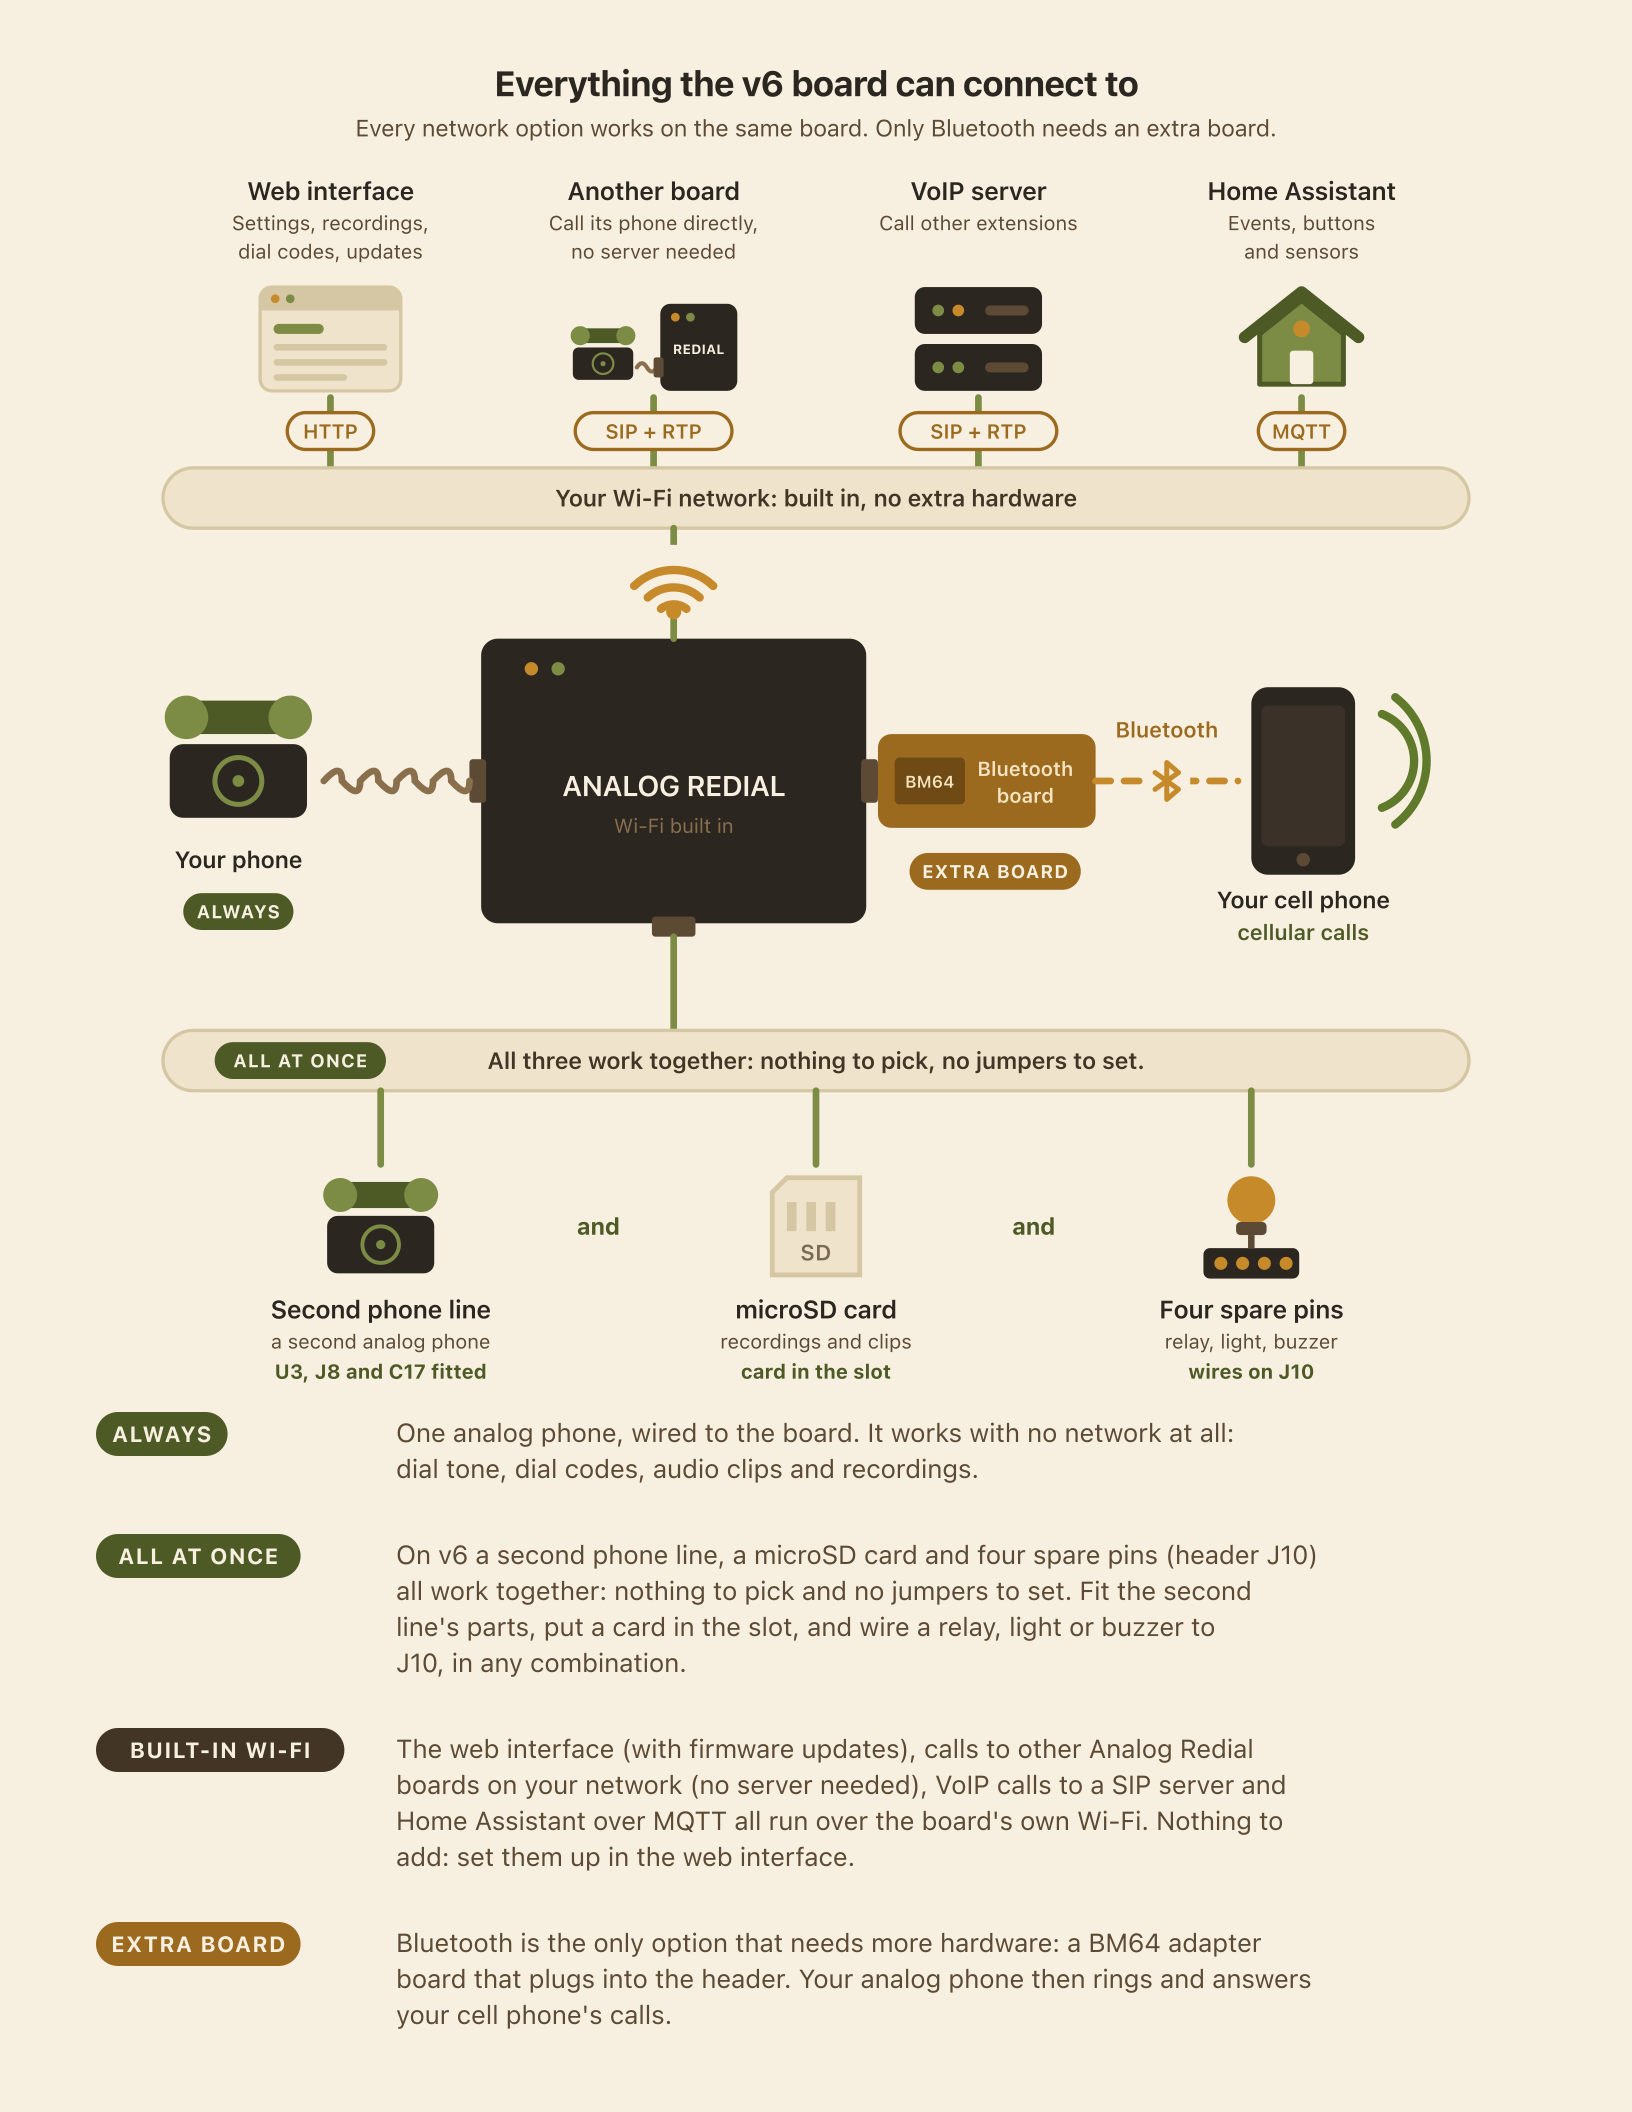 Everything the v6 board can connect to
Every network option works on the same board. Only Bluetooth needs an extra board.
Web interface
Settings, recordings,
dial codes, updates
Another board
Call its phone directly,
no server needed
VoIP server
Call other extensions
Home Assistant
Events, buttons
and sensors
REDIAL
HTTP
SIP + RTP
SIP + RTP
MQTT
Your Wi-Fi network: built in, no extra hardware
ANALOG REDIAL
Wi-Fi built in
Your phone
ALWAYS
BM64
Bluetooth
board
EXTRA BOARD
Bluetooth
Your cell phone
cellular calls
ALL AT ONCE
All three work together: nothing to pick, no jumpers to set.
and
SD
and
Second phone line
a second analog phone
U3, J8 and C17 fitted
microSD card
recordings and clips
card in the slot
Four spare pins
relay, light, buzzer
wires on J10
ALWAYS
One analog phone, wired to the board. It works with no network at all:
dial tone, dial codes, audio clips and recordings.
ALL AT ONCE
On v6 a second phone line, a microSD card and four spare pins (header J10)
all work together: nothing to pick and no jumpers to set. Fit the second
line's parts, put a card in the slot, and wire a relay, light or buzzer to
J10, in any combination.
BUILT-IN WI-FI
The web interface (with firmware updates), calls to other Analog Redial
boards on your network (no server needed), VoIP calls to a SIP server and
Home Assistant over MQTT all run over the board's own Wi-Fi. Nothing to
add: set them up in the web interface.
EXTRA BOARD
Bluetooth is the only option that needs more hardware: a BM64 adapter
board that plugs into the header. Your analog phone then rings and answers
your cell phone's calls.